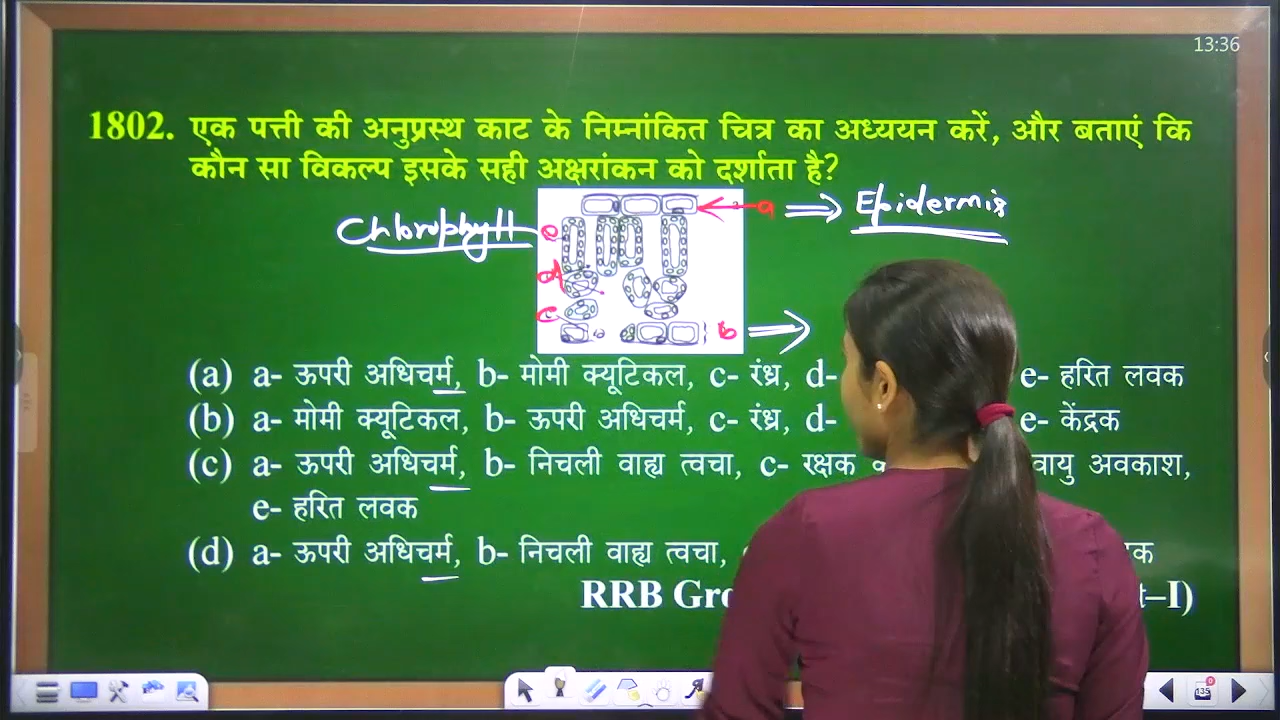 13:36
1802. एक पत्ती की अनुप्रस्थ काट के निम्नांकित चित्र का अध्ययन करें, और बताएं कि
कौन सा विकल्प इसके सही अक्षरांकन को दर्शाता है?
a Epidermis
Chlorophyll e
d
c
b
(a) a- ऊपरी अधिचर्म, b- मोमी क्यूटिकल, c- रंध्र, d- e- हरित लवक
(b) a- मोमी क्यूटिकल, b- ऊपरी अधिचर्म, c- रंध्र, d- e- केंद्रक
(c) a- ऊपरी अधिचर्म, b- निचली वाह्य त्वचा, c- रक्षक वायु अवकाश,
e- हरित लवक
(d) a- ऊपरी अधिचर्म, b- निचली वाह्य त्वचा,
RRB –I)
135